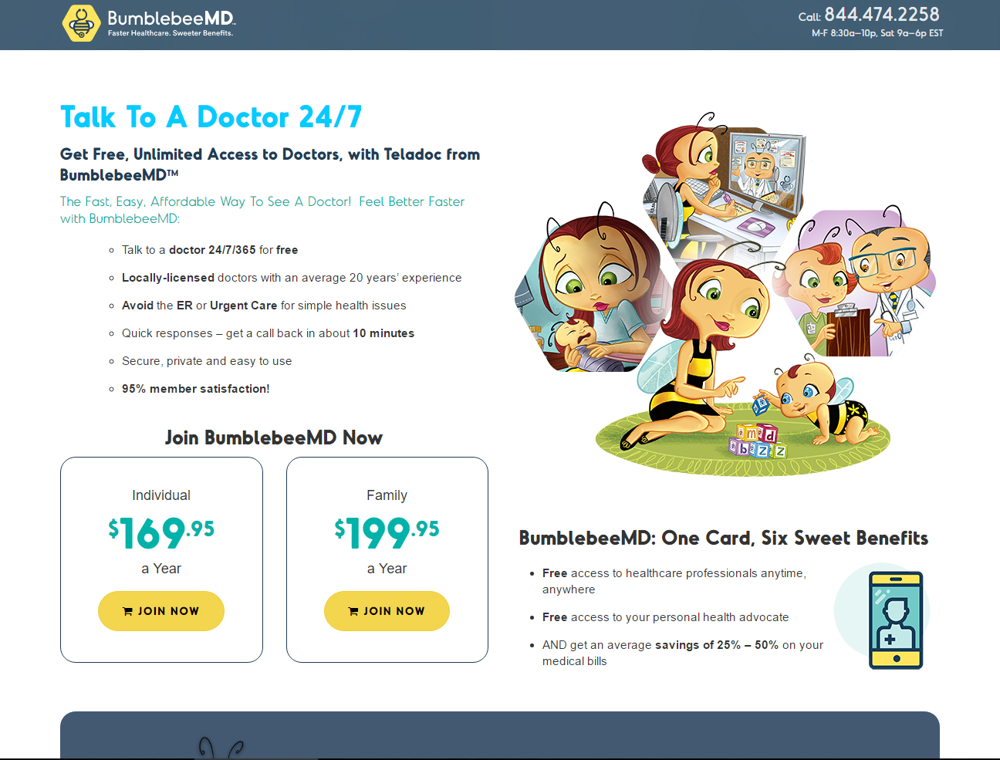 BumblebeeMD™
Faster Healthcare. Sweeter Benefits.
Call: 844.474.2258
M-F 8:30a–10p, Sat 9a–6p EST
Talk To A Doctor 24/7
Get Free, Unlimited Access to Doctors, with Teladoc from
BumblebeeMD™
The Fast, Easy, Affordable Way To See A Doctor! Feel Better Faster
with BumblebeeMD:
Talk to a doctor 24/7/365 for free
Locally-licensed doctors with an average 20 years’ experience
Avoid the ER or Urgent Care for simple health issues
Quick responses – get a call back in about 10 minutes
Secure, private and easy to use
95% member satisfaction!
Join BumblebeeMD Now
Individual
$169.95
a Year
JOIN NOW
Family
$199.95
a Year
JOIN NOW
m d
b z z
BumblebeeMD: One Card, Six Sweet Benefits
Free access to healthcare professionals anytime,
anywhere
Free access to your personal health advocate
AND get an average savings of 25% – 50% on your
medical bills